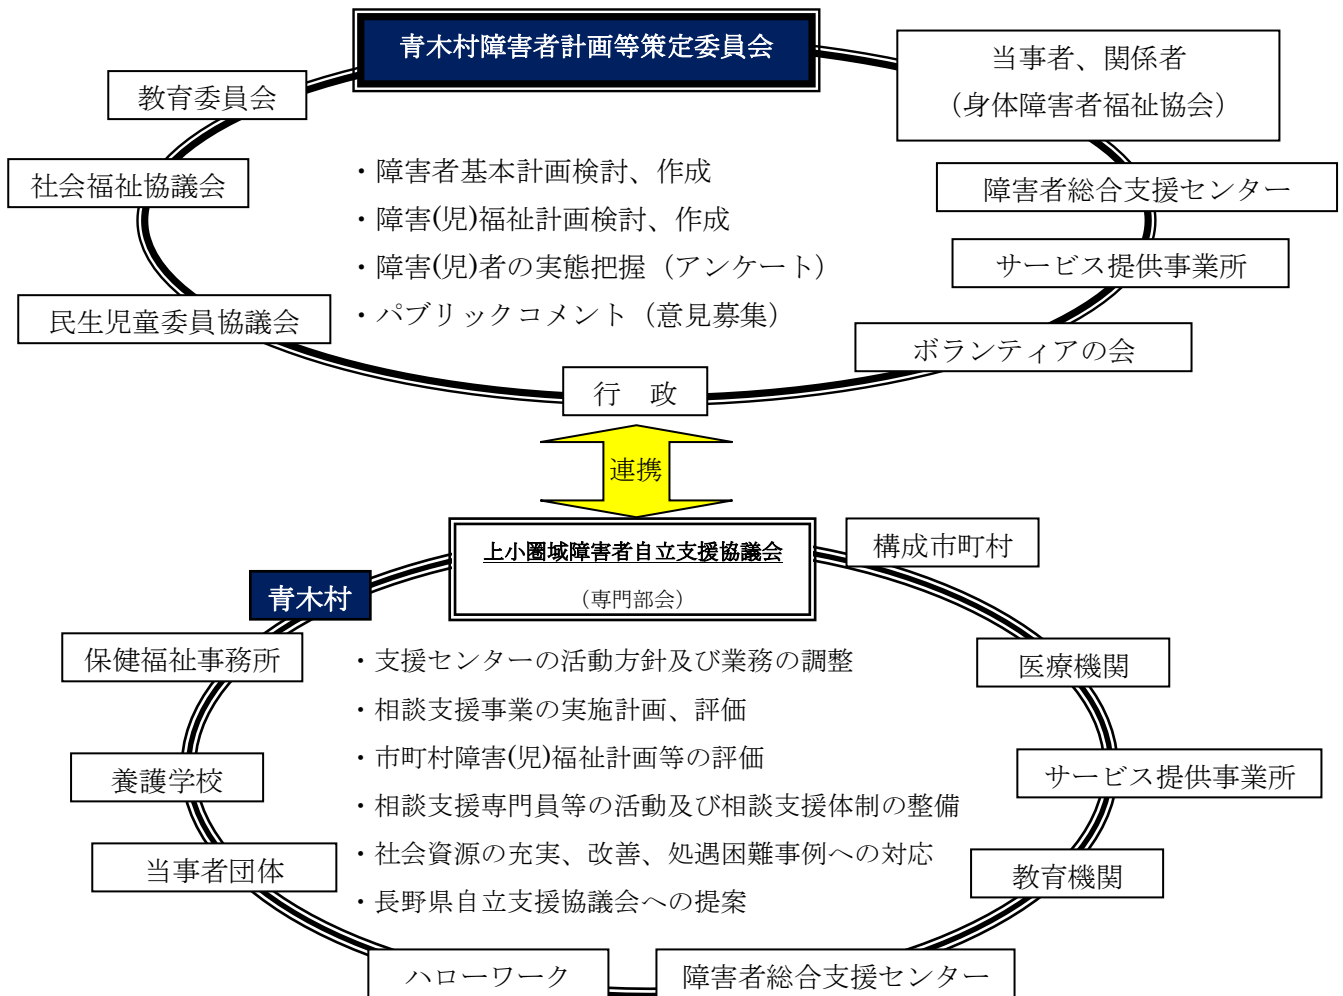 青木村障害者計画等策定委員会
教育委員会
当事者、関係者
（身体障害者福祉協会）
社会福祉協議会
障害者総合支援センター
・障害者基本計画検討、作成
・障害(児)福祉計画検討、作成
・障害(児)者の実態把握（アンケート）
・パブリックコメント（意見募集）
サービス提供事業所
民生児童委員協議会
ボランティアの会
行　政
連携
上小圏域障害者自立支援協議会
（専門部会）
構成市町村
青木村
保健福祉事務所
医療機関
・支援センターの活動方針及び業務の調整
・相談支援事業の実施計画、評価
・市町村障害(児)福祉計画等の評価
・相談支援専門員等の活動及び相談支援体制の整備
・社会資源の充実、改善、処遇困難事例への対応
・長野県自立支援協議会への提案
養護学校
サービス提供事業所
当事者団体
教育機関
ハローワーク
障害者総合支援センター